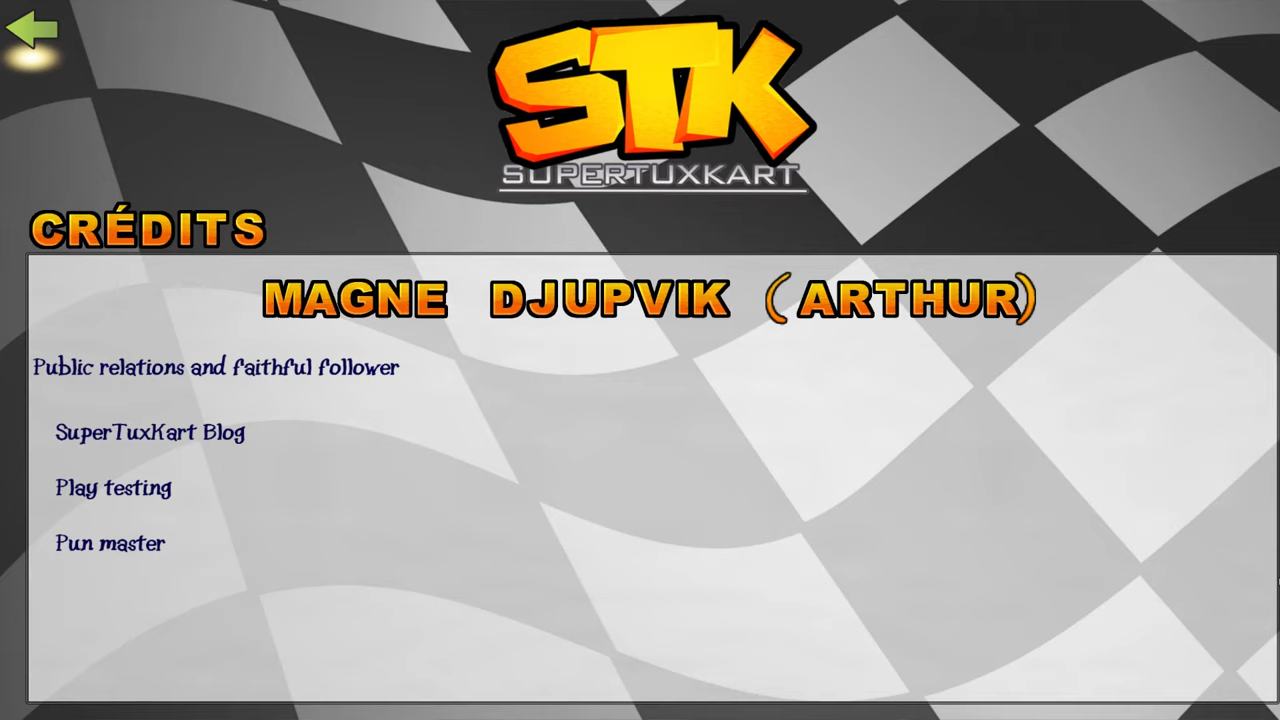 STK
SUPERTUXKART
CRÉDITS
MAGNE DJUPVIK (ARTHUR)
Public relations and faithful follower
SuperTuxKart Blog
Play testing
Pun master